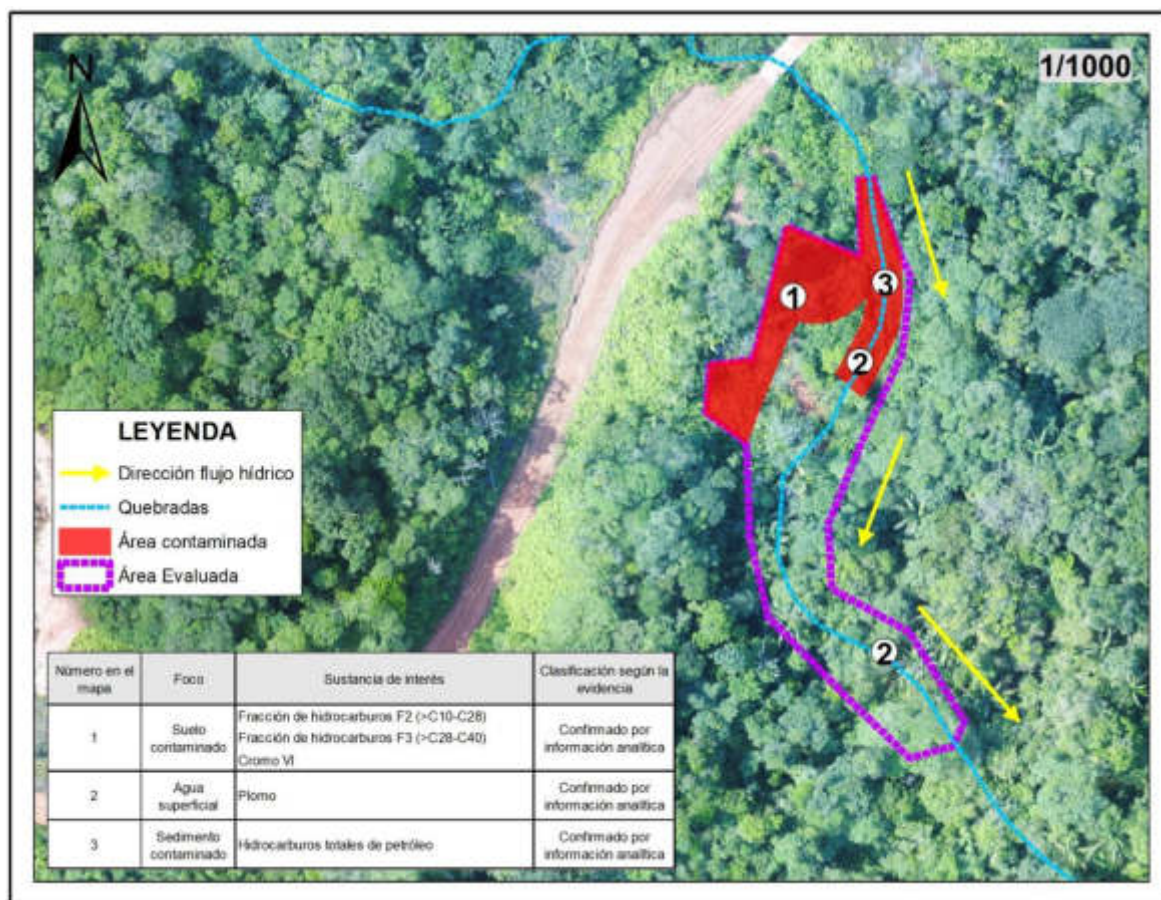 N
1/1000
1
3
2
2
LEYENDA
Dirección flujo hídrico
Quebradas
Área contaminada
Área Evaluada
Número en el mapa
Foco
Sustancia de interés
Clasificación según la evidencia
1
Suelo contaminado
Fracción de hidrocarburos F2 (>C10-C28)
Fracción de hidrocarburos F3 (>C28-C40)
Cromo VI
Confirmado por información analítica
2
Agua superficial
Plomo
Confirmado por información analítica
3
Sedimento contaminado
Hidrocarburos totales de petróleo
Confirmado por información analítica